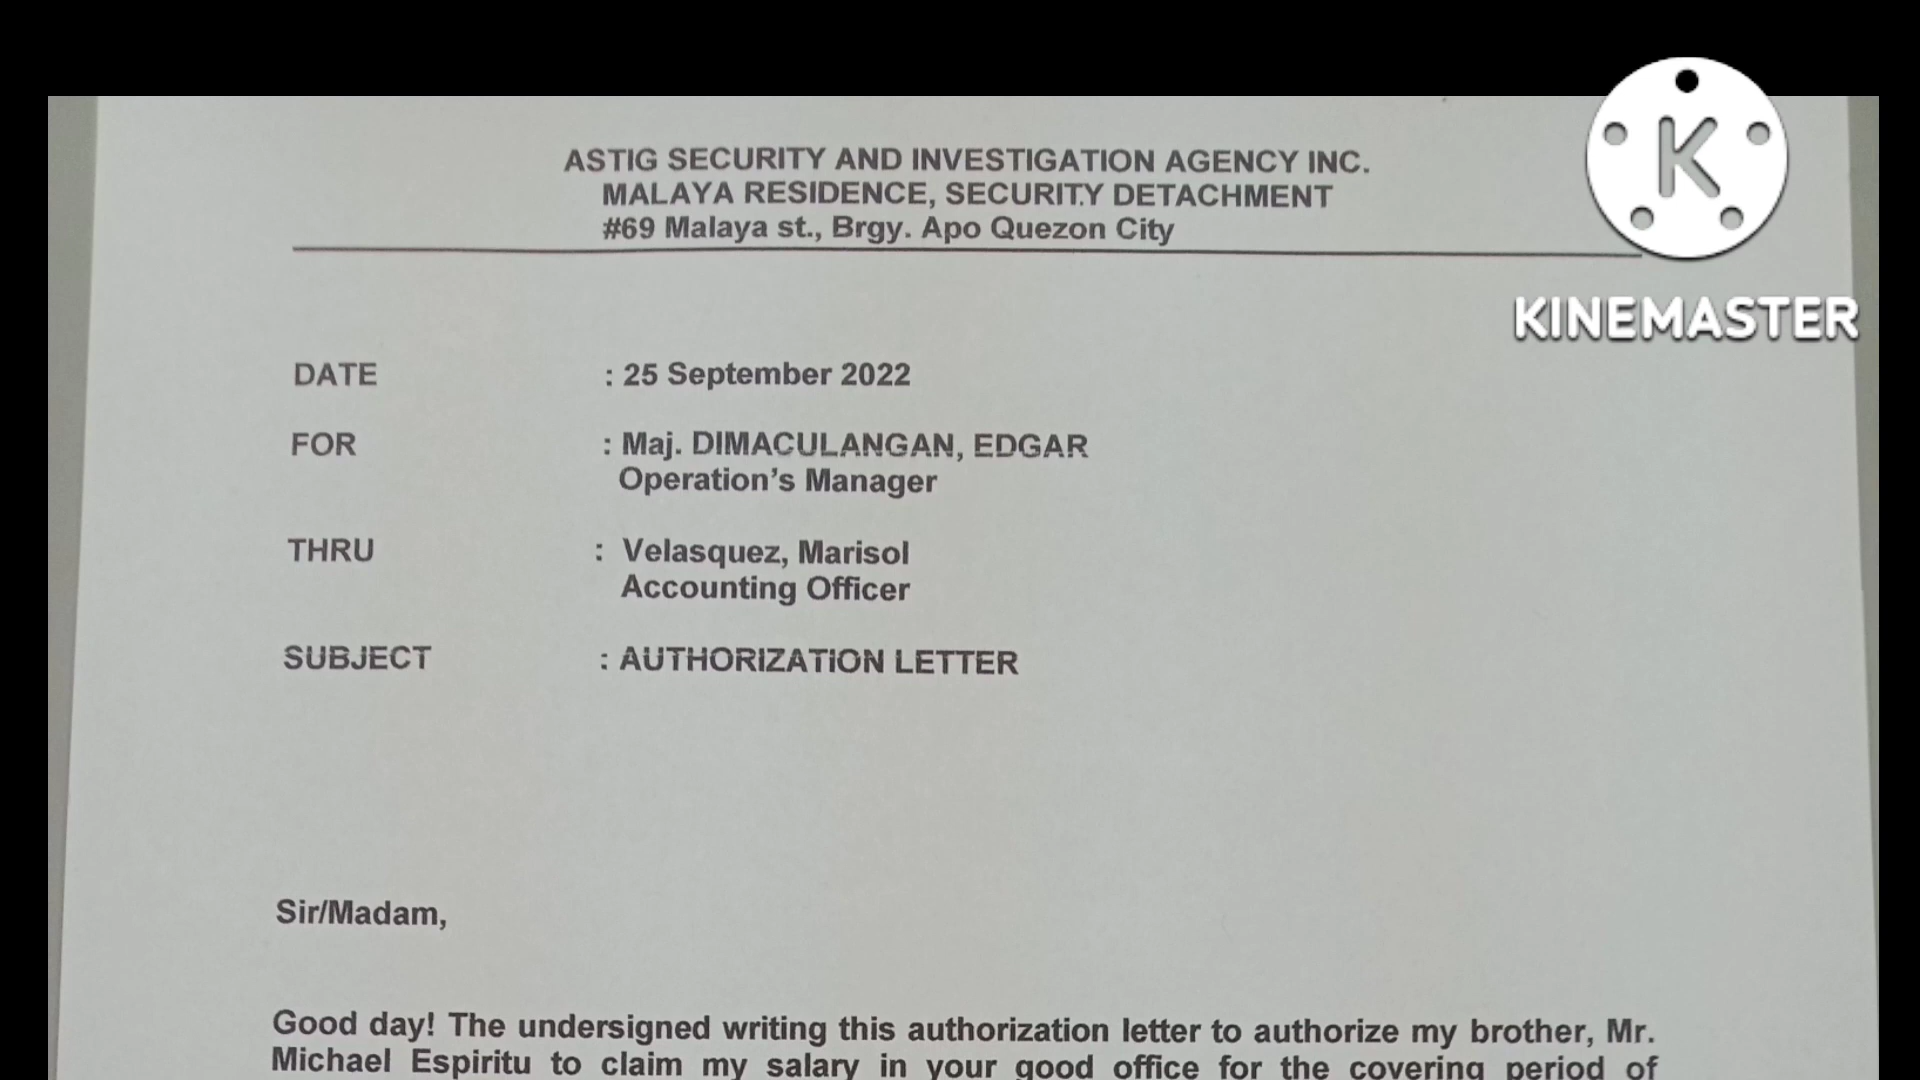 ASTIG SECURITY AND INVESTIGATION AGENCY INC.
MALAYA RESIDENCE, SECURITY DETACHMENT
#69 Malaya st., Brgy. Apo Quezon City
K
KINEMASTER
DATE : 25 September 2022
FOR : Maj. DIMACULANGAN, EDGAR
Operation's Manager
THRU : Velasquez, Marisol
Accounting Officer
SUBJECT : AUTHORIZATION LETTER
Sir/Madam,
Good day! The undersigned writing this authorization letter to authorize my brother, Mr.
Michael Espiritu to claim my salary in your good office for the covering period of